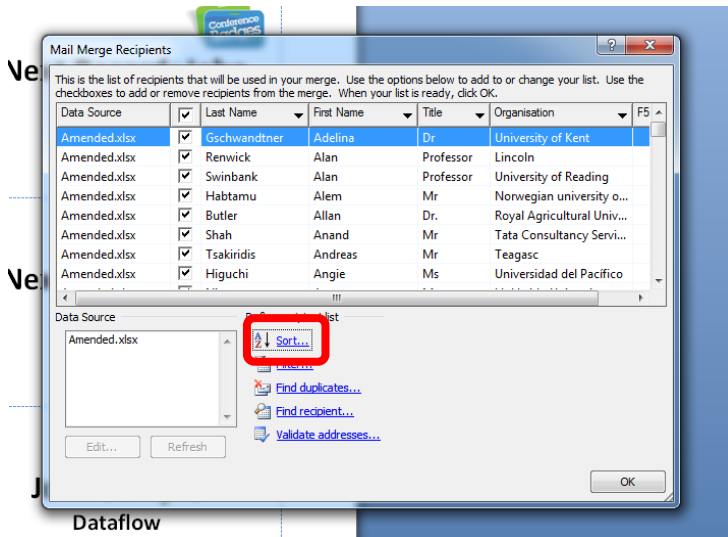 Conference
Badges
Mail Merge Recipients
This is the list of recipients that will be used in your merge. Use the options below to add to or change your list. Use the
checkboxes to add or remove recipients from the merge. When your list is ready, click OK.
Data Source Last Name First Name Title Organisation F5
Amended.xlsx Gschwandtner Adelina Dr University of Kent
Amended.xlsx Renwick Alan Professor Lincoln
Amended.xlsx Swinbank Alan Professor University of Reading
Amended.xlsx Habtamu Alem Mr Norwegian university o...
Amended.xlsx Butler Allan Dr. Royal Agricultural Univ...
Amended.xlsx Shah Anand Mr Tata Consultancy Servi...
Amended.xlsx Tsakiridis Andreas Mr Teagasc
Amended.xlsx Higuchi Angie Ms Universidad del Pacífico
Data Source
list
Amended.xlsx
Sort...
Find duplicates...
Find recipient...
Validate addresses...
Edit... Refresh
OK
Dataflow